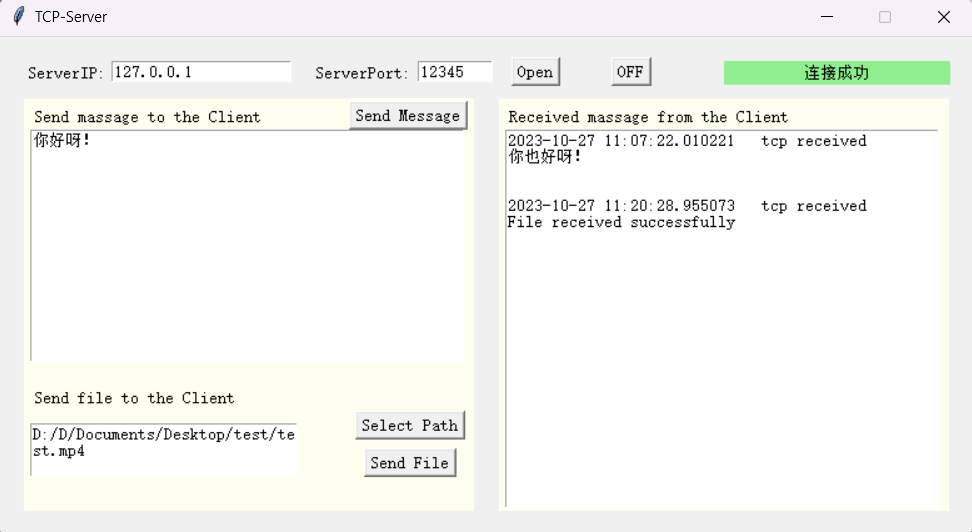 TCP-Server
ServerIP: 127.0.0.1 ServerPort: 12345 Open OFF 连接成功
Send massage to the Client Send Message
你好呀!
Send file to the Client
D:/D/Documents/Desktop/test/te
st.mp4
Select Path
Send File
Received massage from the Client
2023-10-27 11:07:22.010221 tcp received
你也好呀!
2023-10-27 11:20:28.955073 tcp received
File received successfully